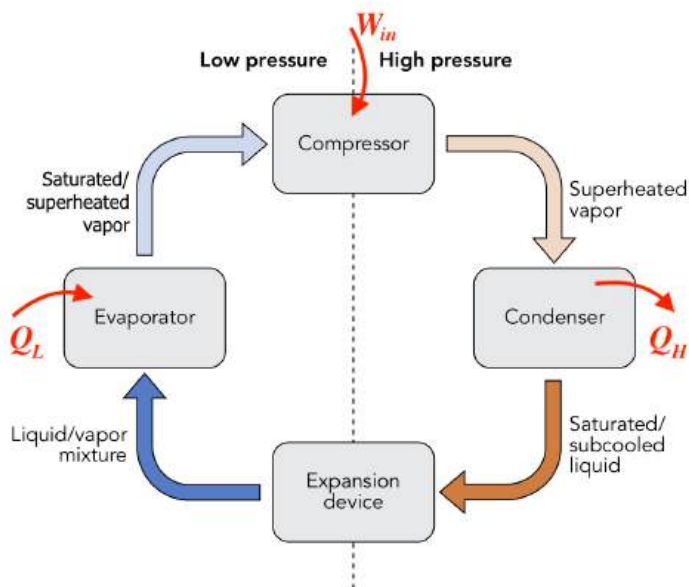 W_in
Low pressure
High pressure
Compressor
Saturated/
superheated
vapor
Superheated
vapor
Evaporator
Condenser
Q_L
Q_H
Liquid/vapor
mixture
Saturated/
subcooled
liquid
Expansion
device